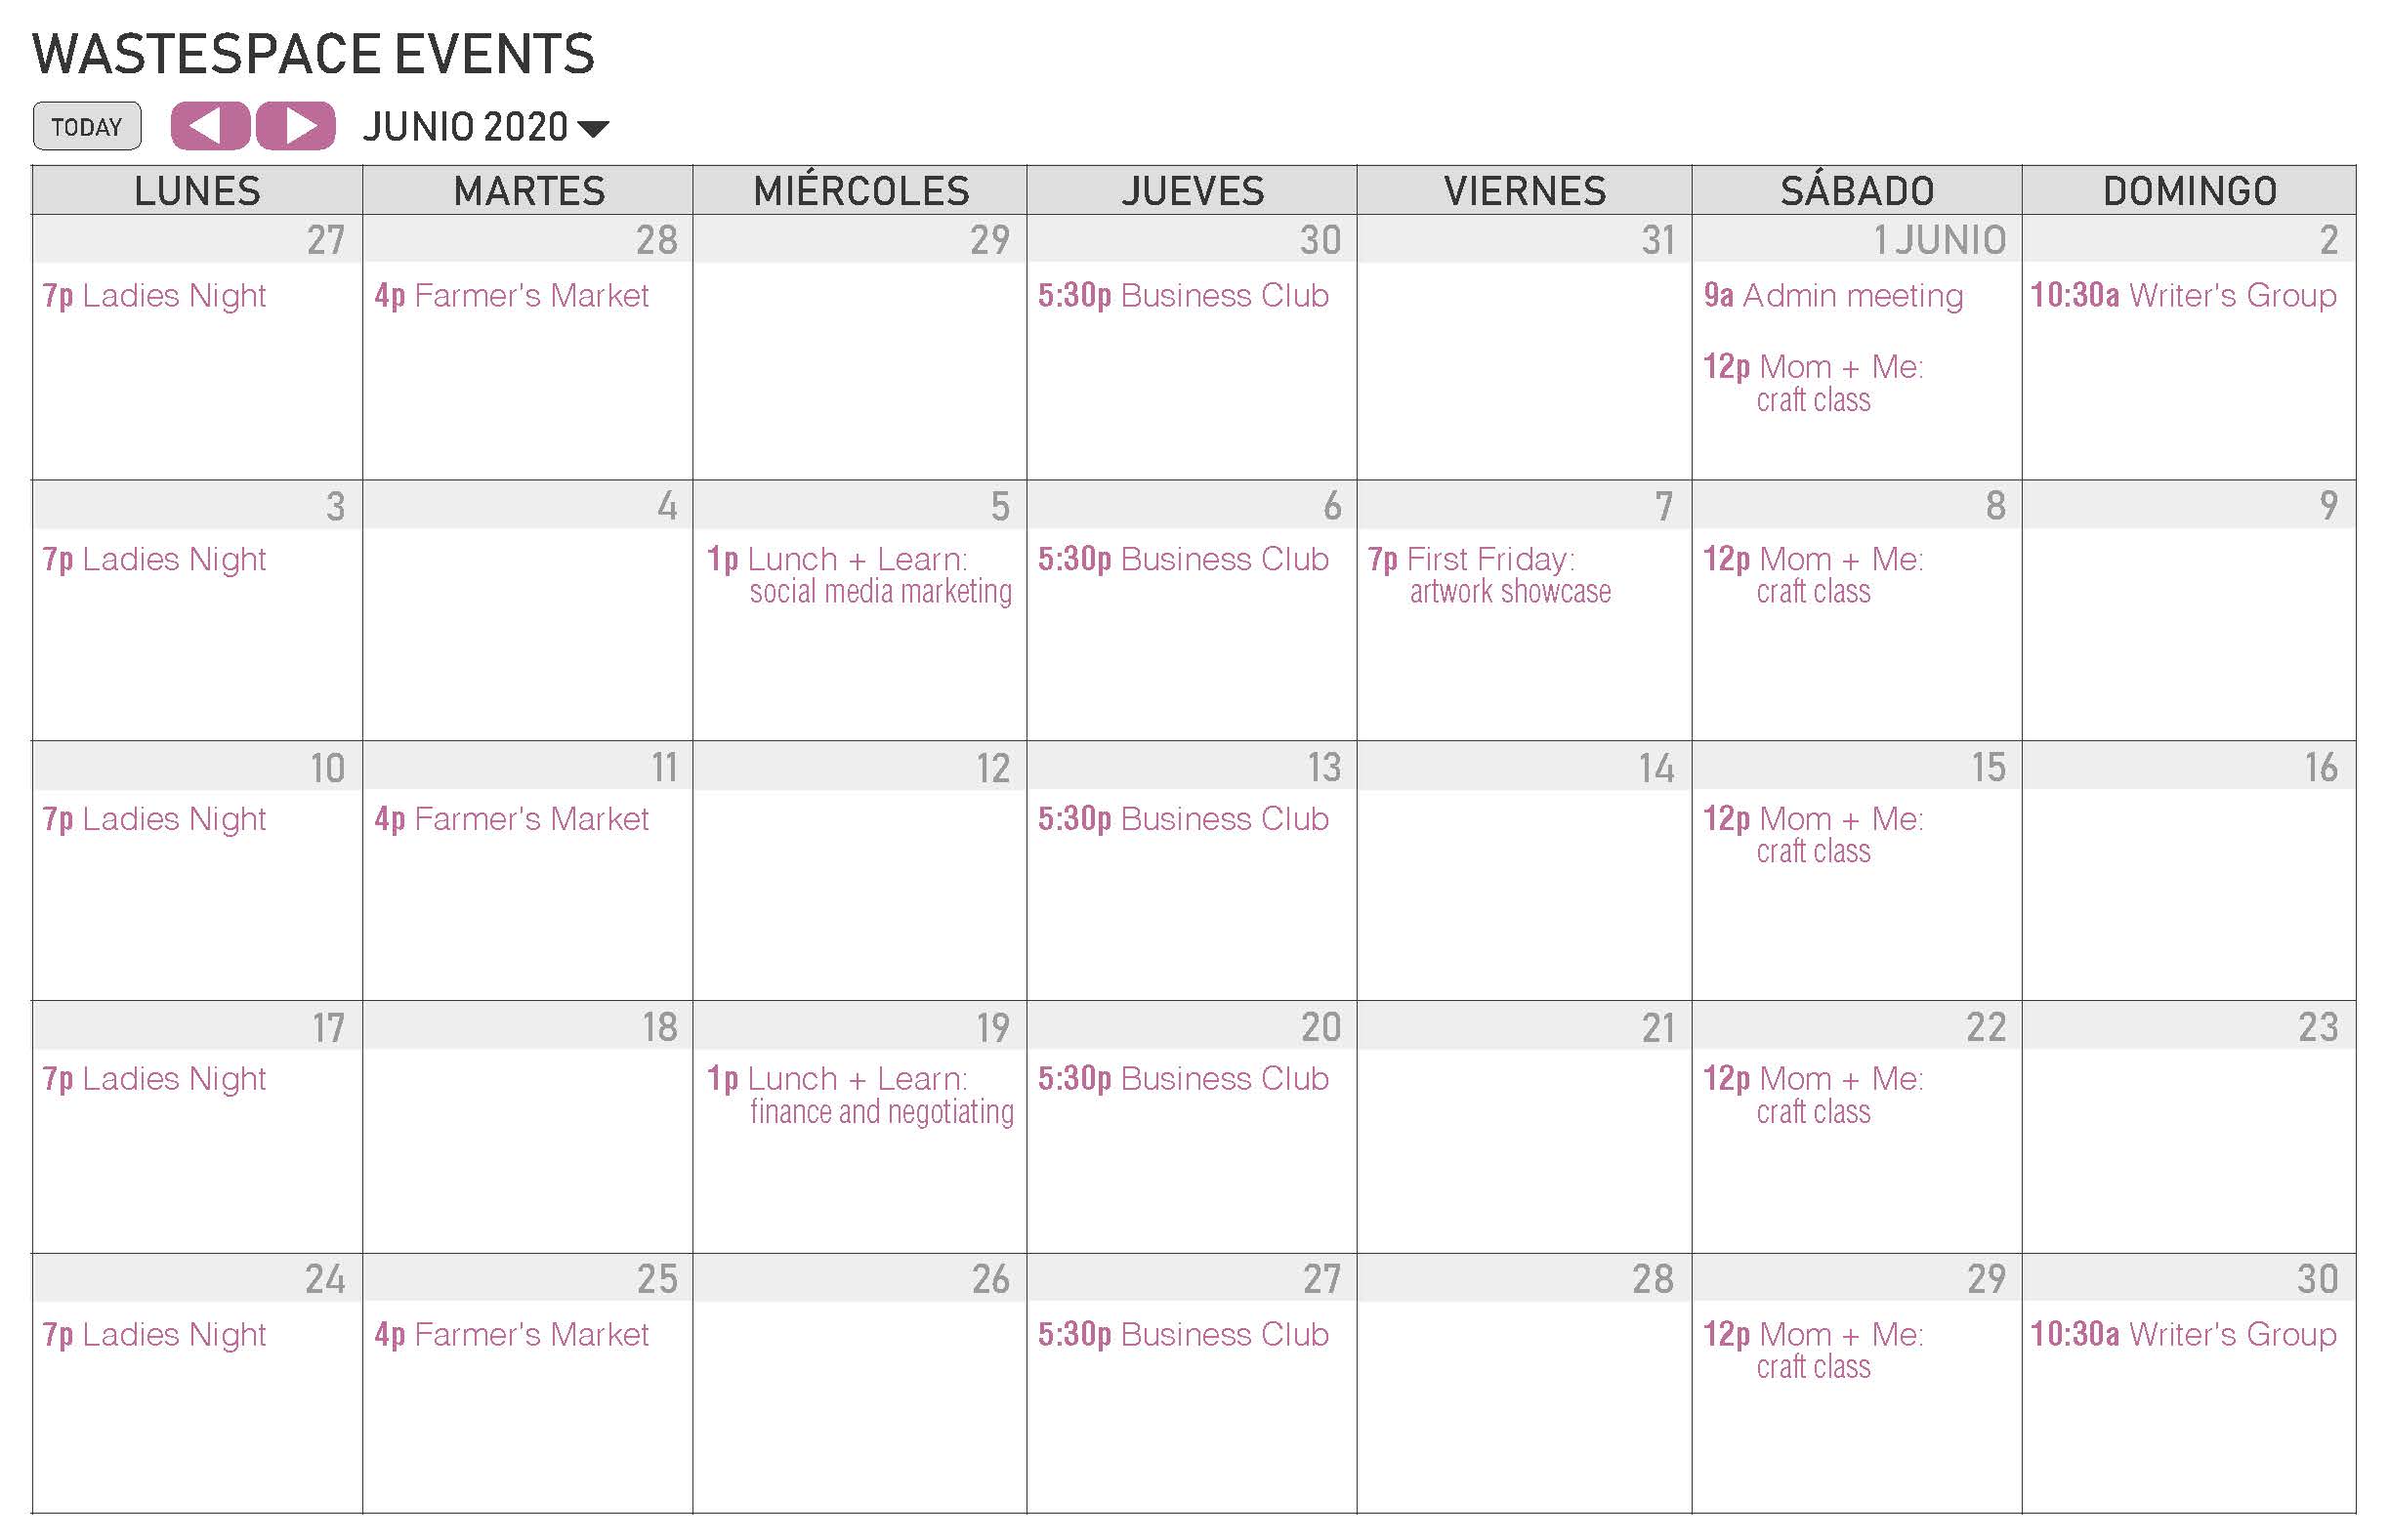 WASTESPACE EVENTS
TODAY JUNIO 2020
LUNES MARTES MIÉRCOLES JUEVES VIERNES SÁBADO DOMINGO
27 28 29 30 31 1 JUNIO 2
7p Ladies Night 4p Farmer's Market 5:30p Business Club 9a Admin meeting 10:30a Writer's Group
12p Mom + Me:
craft class
3 4 5 6 7 8 9
7p Ladies Night 1p Lunch + Learn: 5:30p Business Club 7p First Friday: 12p Mom + Me:
social media marketing artwork showcase craft class
10 11 12 13 14 15 16
7p Ladies Night 4p Farmer's Market 5:30p Business Club 12p Mom + Me:
craft class
17 18 19 20 21 22 23
7p Ladies Night 1p Lunch + Learn: 5:30p Business Club 12p Mom + Me:
finance and negotiating craft class
24 25 26 27 28 29 30
7p Ladies Night 4p Farmer's Market 5:30p Business Club 12p Mom + Me: 10:30a Writer's Group
craft class